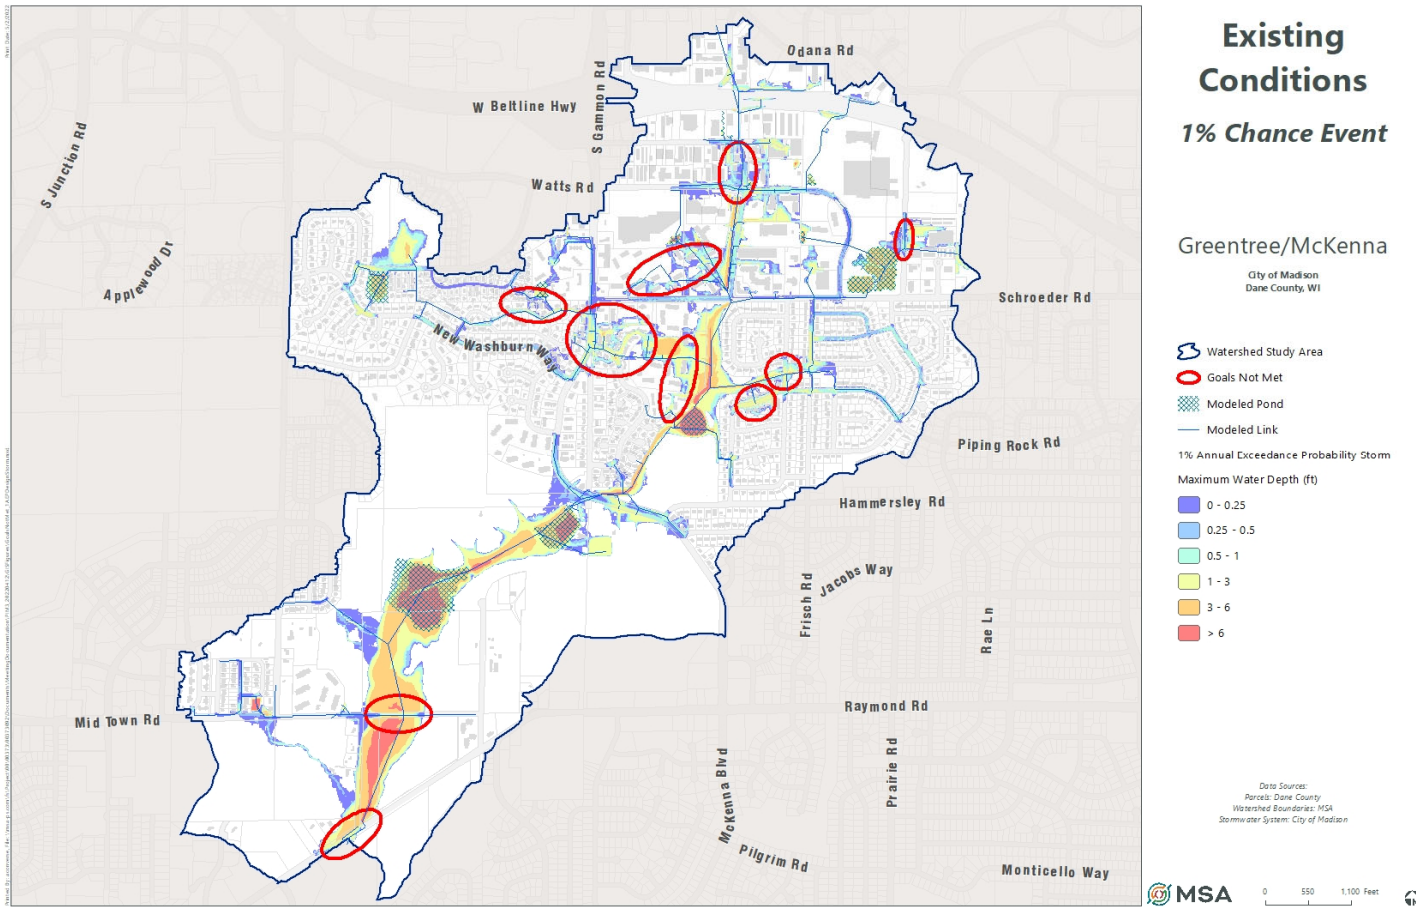 Existing
Conditions
1% Chance Event
Greentree/McKenna
City of Madison
Dane County, WI
Watershed Study Area
Goals Not Met
Modeled Pond
Modeled Link
1% Annual Exceedance Probability Storm
Maximum Water Depth (ft)
0 - 0.25
0.25 - 0.5
0.5 - 1
1 - 3
3 - 6
> 6
Data Sources:
Parcels: Dane County
Watershed Boundaries: MSA
Stormwater System: City of Madison
MSA
0 550 1,100 Feet
Odana Rd
W Beltline Hwy
S Gammon Rd
S Junction Rd
Watts Rd
Applewood Dr
Schroeder Rd
New Washburn Way
Piping Rock Rd
Hammersley Rd
Jacobs Way
Frisch Rd
Rae Ln
Mid Town Rd
Raymond Rd
McKenna Blvd
Prairie Rd
Pilgrim Rd
Monticello Way